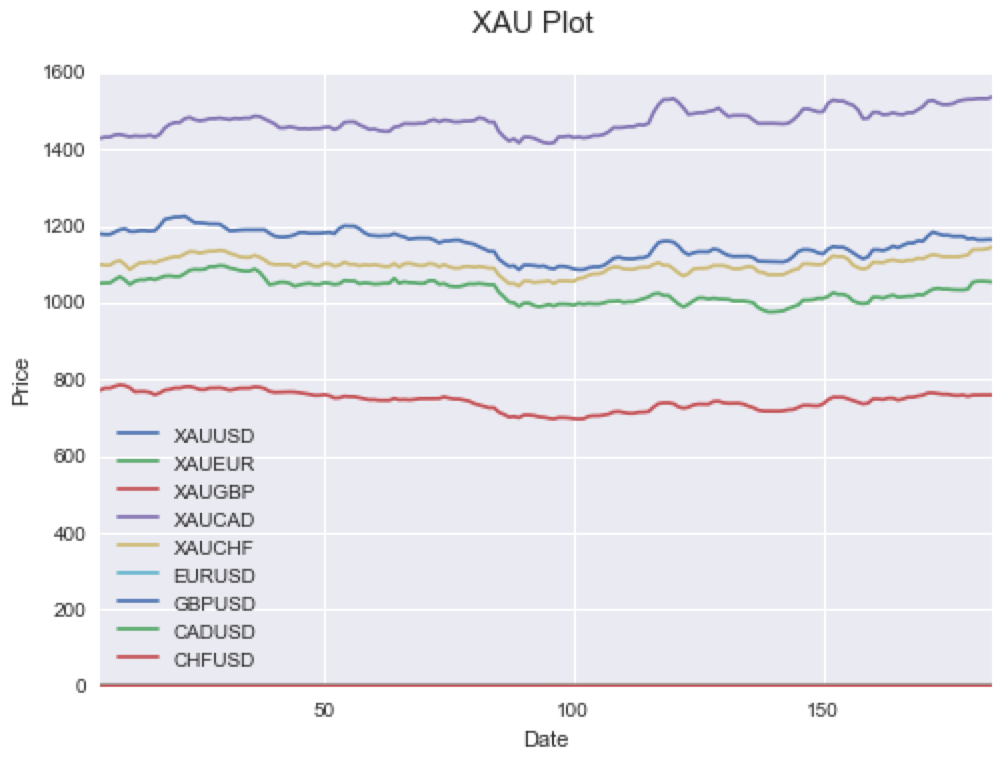 XAU Plot
1600
1400
1200
1000
800
600
400
200
0
Price
XAUUSD
XAUEUR
XAUGBP
XAUCAD
XAUCHF
EURUSD
GBPUSD
CADUSD
CHFUSD
50
100
150
Date